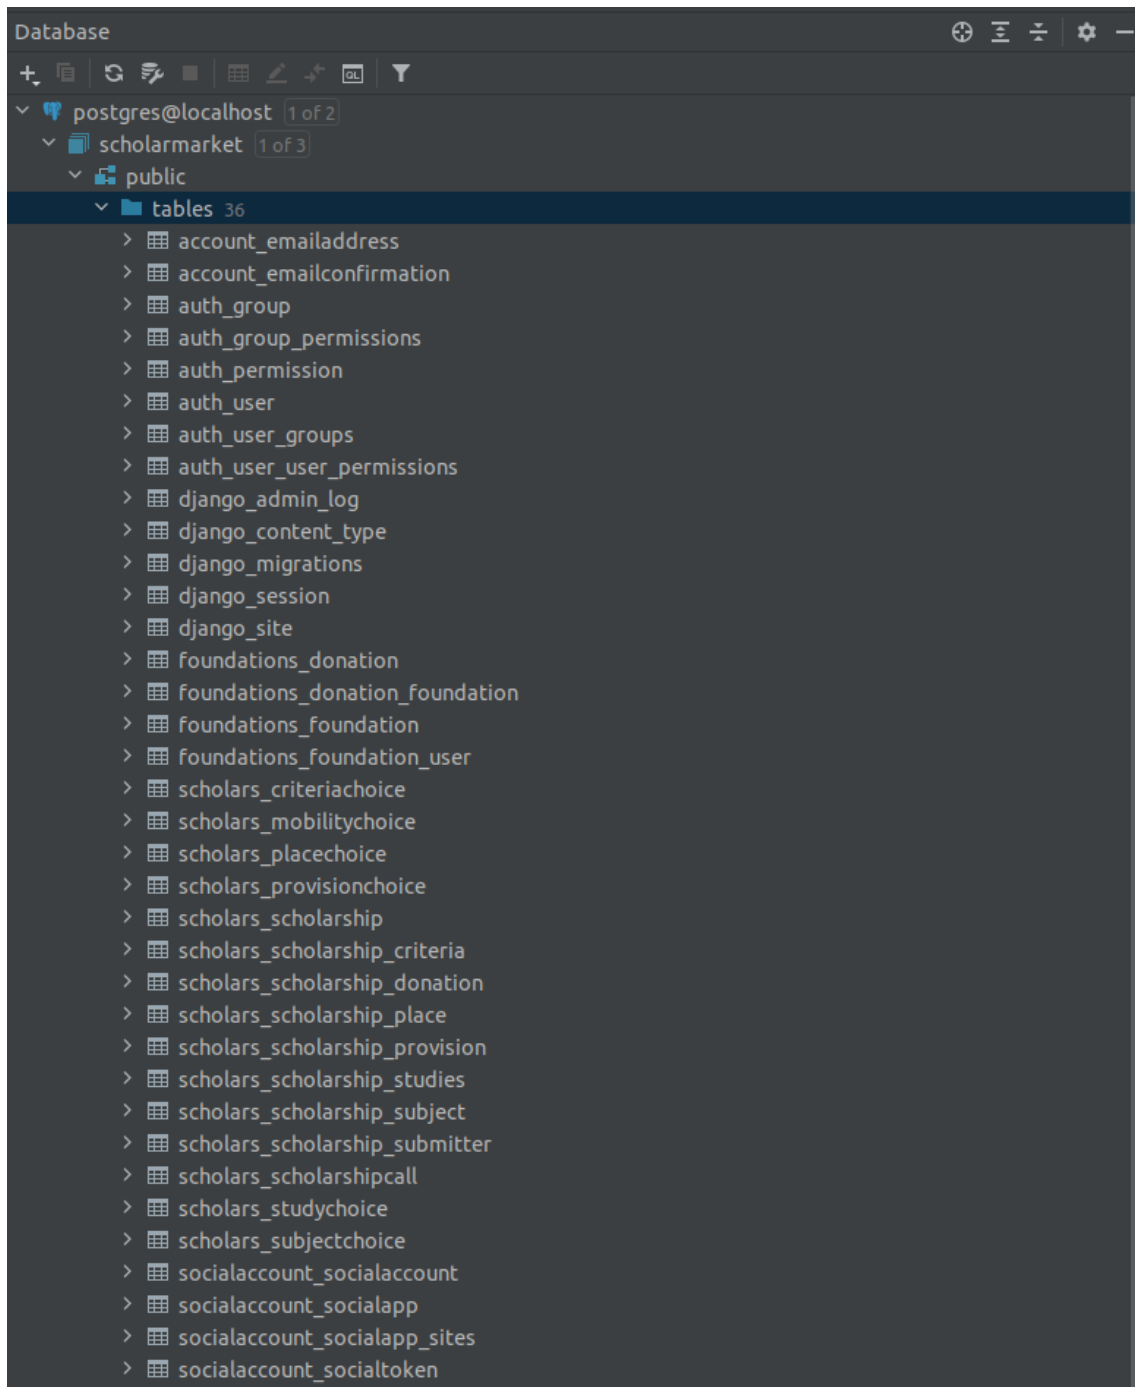 Database
QL
postgres@localhost 1 of 2
scholarmarket 1 of 3
public
tables 36
account_emailaddress
account_emailconfirmation
auth_group
auth_group_permissions
auth_permission
auth_user
auth_user_groups
auth_user_user_permissions
django_admin_log
django_content_type
django_migrations
django_session
django_site
foundations_donation
foundations_donation_foundation
foundations_foundation
foundations_foundation_user
scholars_criteriachoice
scholars_mobilitychoice
scholars_placechoice
scholars_provisionchoice
scholars_scholarship
scholars_scholarship_criteria
scholars_scholarship_donation
scholars_scholarship_place
scholars_scholarship_provision
scholars_scholarship_studies
scholars_scholarship_subject
scholars_scholarship_submitter
scholars_scholarshipcall
scholars_studychoice
scholars_subjectchoice
socialaccount_socialaccount
socialaccount_socialapp
socialaccount_socialapp_sites
socialaccount_socialtoken